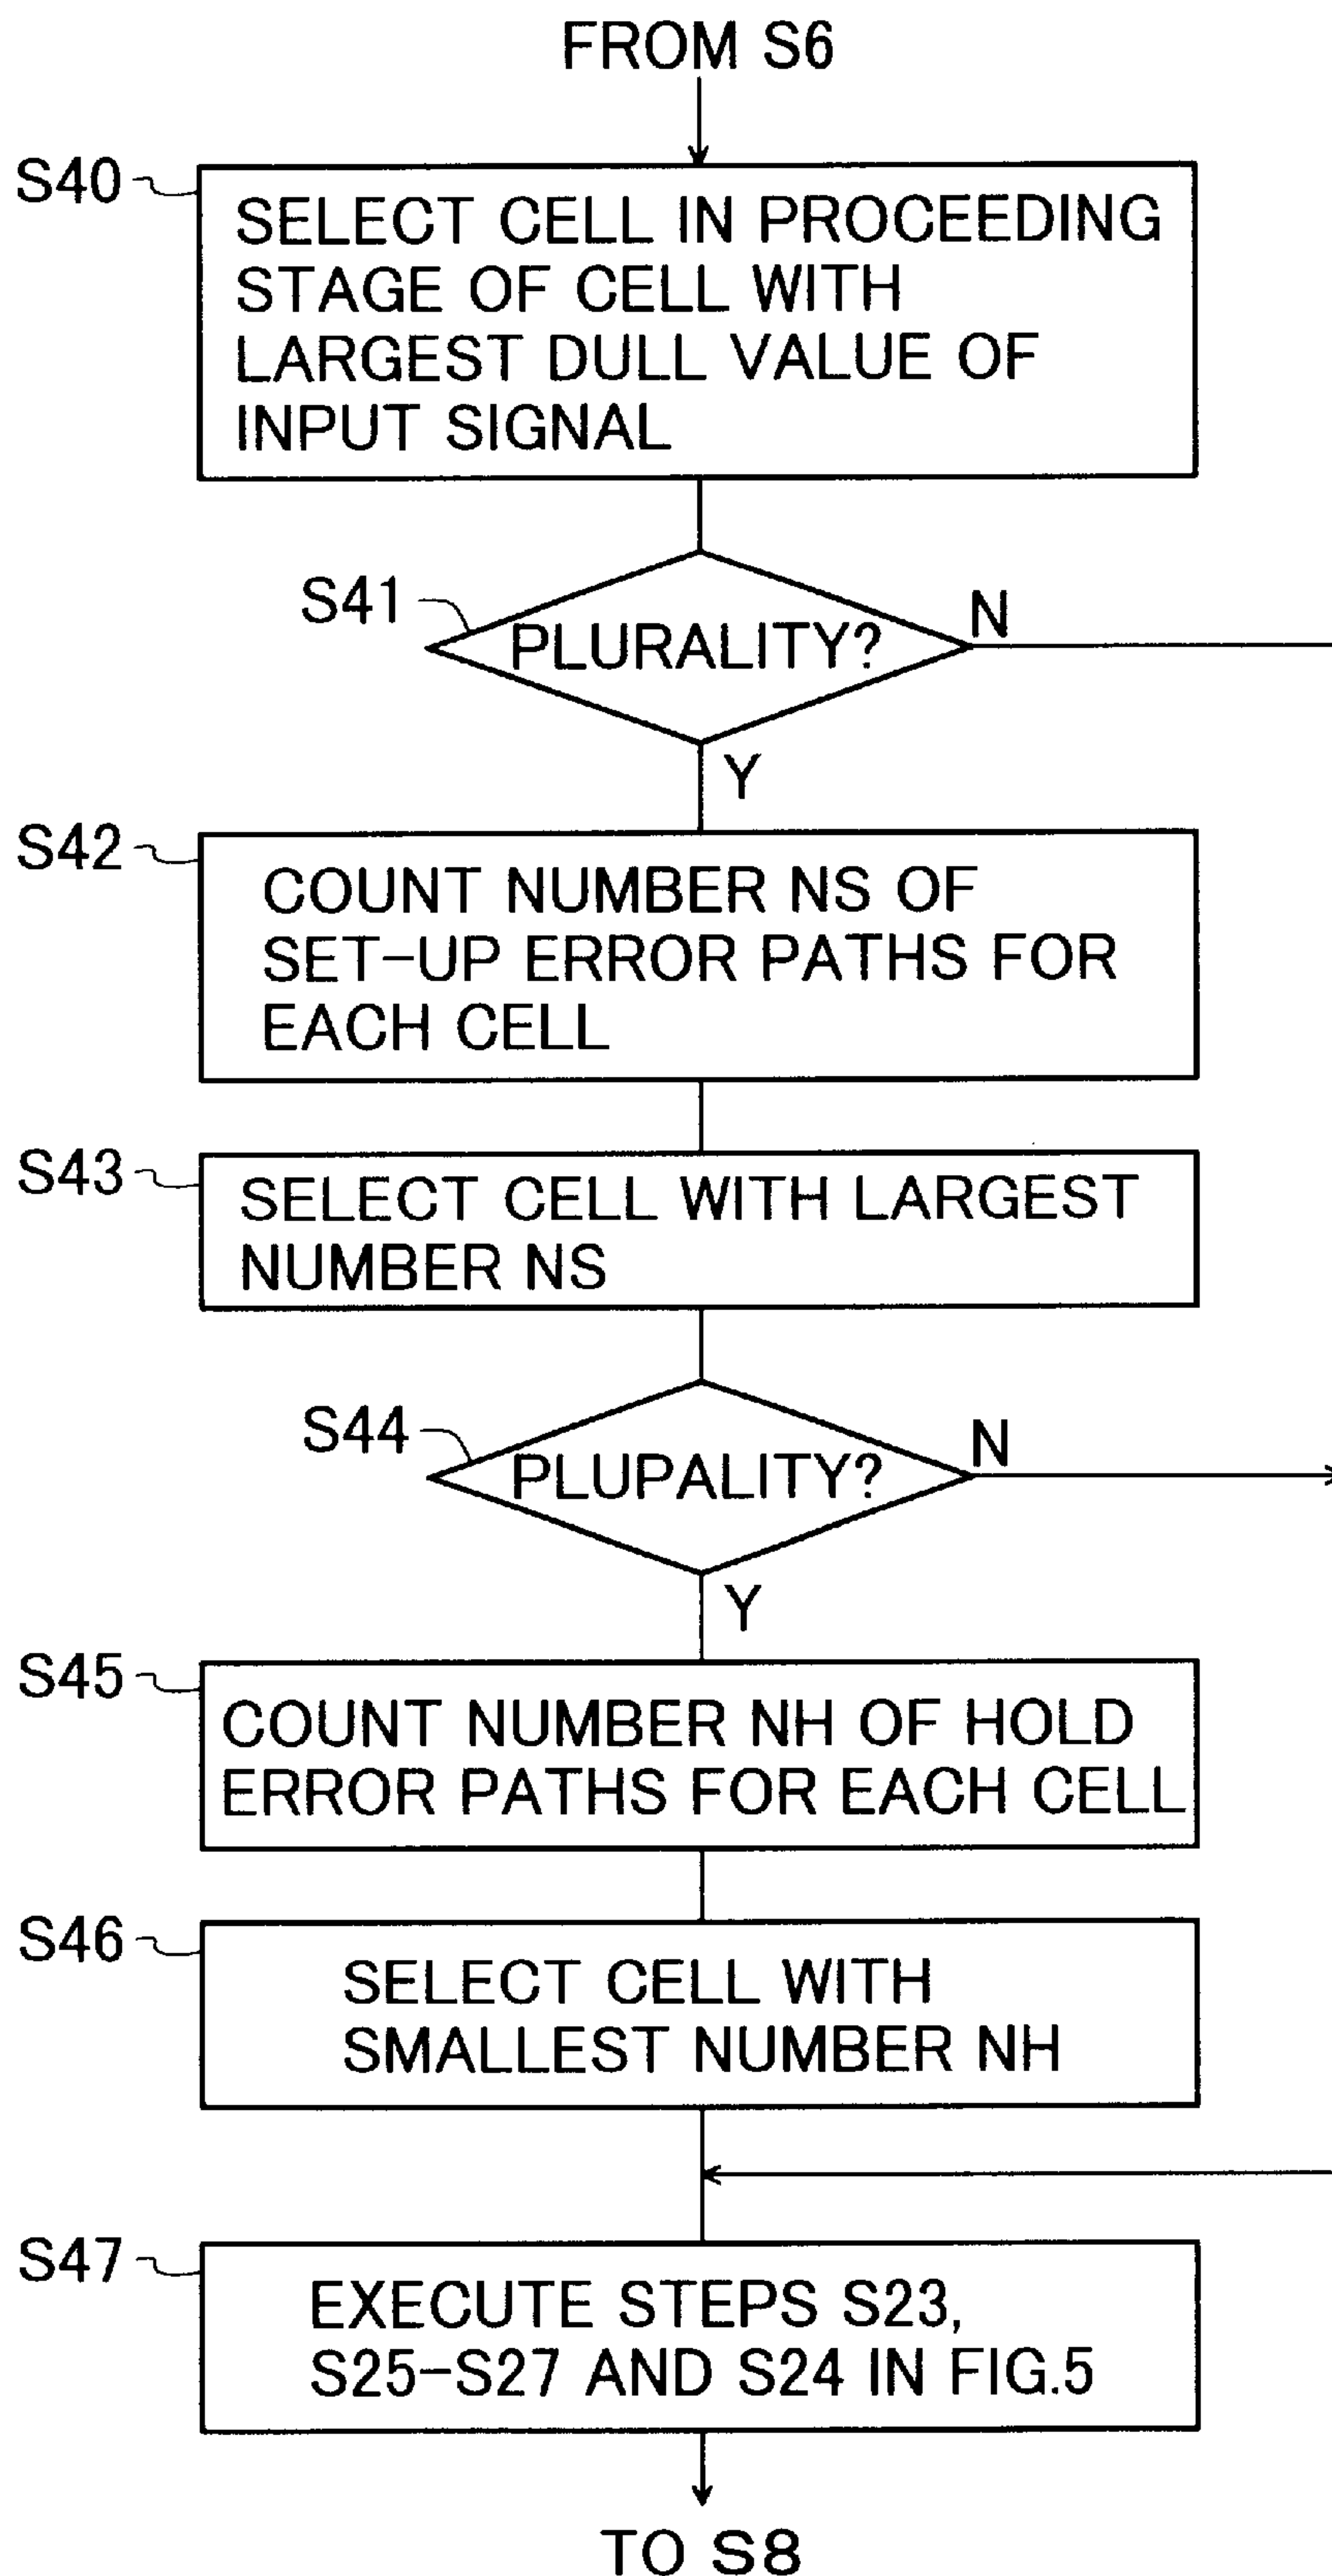 FROM S6
S40
SELECT CELL IN PROCEEDING
STAGE OF CELL WITH
LARGEST DULL VALUE OF
INPUT SIGNAL
S41
PLURALITY?
N
Y
S42
COUNT NUMBER NS OF
SET-UP ERROR PATHS FOR
EACH CELL
S43
SELECT CELL WITH LARGEST
NUMBER NS
S44
PLUPALITY?
N
Y
S45
COUNT NUMBER NH OF HOLD
ERROR PATHS FOR EACH CELL
S46
SELECT CELL WITH
SMALLEST NUMBER NH
S47
EXECUTE STEPS S23,
S25-S27 AND S24 IN FIG.5
TO S8